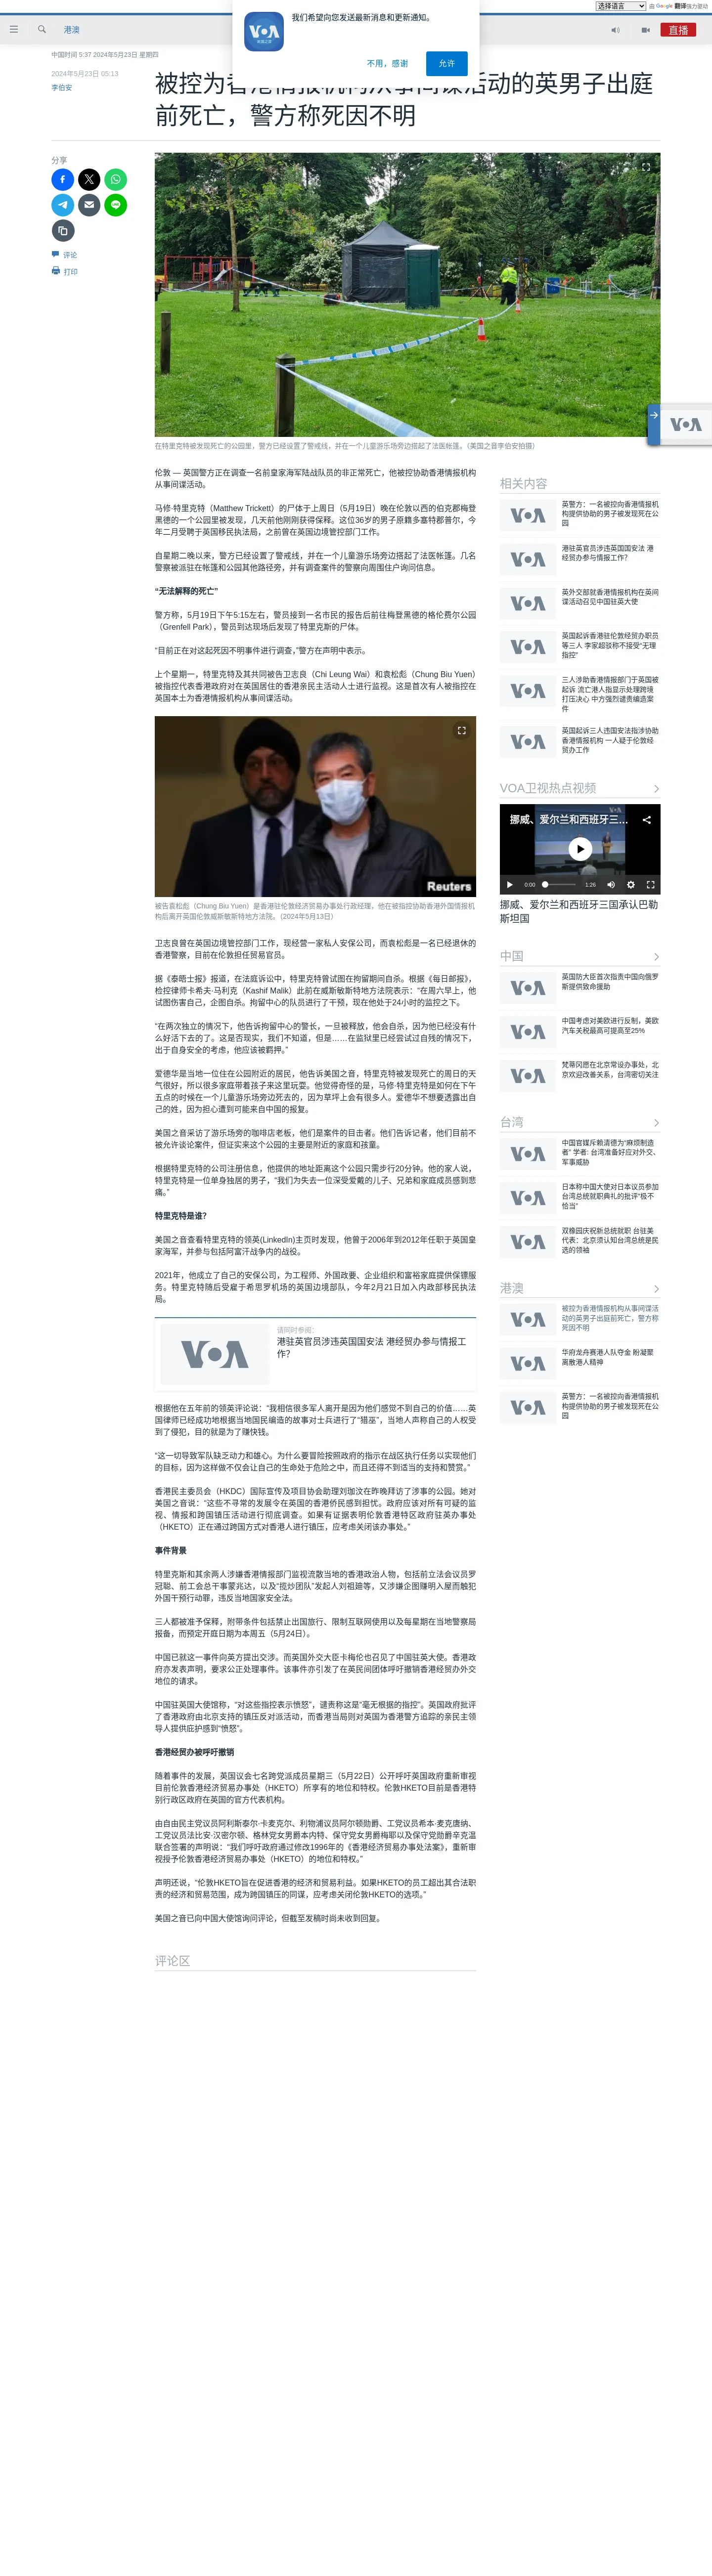 选择语言 由 Google 翻译强力驱动
VOA
美国之音
我们希望向您发送最新消息和更新通知。
不用，感谢
允许
港澳
直播
中国时间 5:37 2024年5月23日 星期四
2024年5月23日 05:13
李伯安
被控为香港情报机构从事间谍活动的英男子出庭
前死亡，警方称死因不明
分享
评论
打印
在特里克特被发现死亡的公园里，警方已经设置了警戒线，并在一个儿童游乐场旁边搭起了法医帐篷。（美国之音李伯安拍摄）
伦敦 — 英国警方正在调查一名前皇家海军陆战队员的非正常死亡，他被控协助香港情报机构
从事间谍活动。
马修·特里克特（Matthew Trickett）的尸体于上周日（5月19日）晚在伦敦以西的伯克郡梅登
黑德的一个公园里被发现，几天前他刚刚获得保释。这位36岁的男子原籍多塞特郡普尔，今
年二月受聘于英国移民执法局，之前曾在英国边境管控部门工作。
自星期二晚以来，警方已经设置了警戒线，并在一个儿童游乐场旁边搭起了法医帐篷。几名
警察被派驻在帐篷和公园其他路径旁，并有调查案件的警察向周围住户询问信息。
“无法解释的死亡”
警方称，5月19日下午5:15左右，警员接到一名市民的报告后前往梅登黑德的格伦费尔公园
（Grenfell Park），警员到达现场后发现了特里克斯的尸体。
“目前正在对这起死因不明事件进行调查，”警方在声明中表示。
上个星期一，特里克特及其共同被告卫志良（Chi Leung Wai）和袁松彪（Chung Biu Yuen）
被指控代表香港政府对在英国居住的香港亲民主活动人士进行监视。这是首次有人被指控在
英国本土为香港情报机构从事间谍活动。
Reuters
被告袁松彪（Chung Biu Yuen）是香港驻伦敦经济贸易办事处行政经理，他在被指控协助香港外国情报机
构后离开英国伦敦威斯敏斯特地方法院。（2024年5月13日）
卫志良曾在英国边境管控部门工作，现经营一家私人安保公司，而袁松彪是一名已经退休的
香港警察，目前在伦敦担任贸易官员。
据《泰晤士报》报道，在法庭诉讼中，特里克特曾试图在拘留期间自杀。根据《每日邮报》，
检控律师卡希夫·马利克（Kashif Malik）此前在威斯敏斯特地方法院表示：“在周六早上，他
试图伤害自己，企图自杀。拘留中心的队员进行了干预，现在他处于24小时的监控之下。
“在两次独立的情况下，他告诉拘留中心的警长，一旦被释放，他会自杀，因为他已经没有什
么好活下去的了。这是否现实，我们不知道，但是……在监狱里已经尝试过自残的情况下，
出于自身安全的考虑，他应该被羁押。”
爱德华是当地一位住在公园附近的居民，他告诉美国之音，特里克特被发现死亡的周日的天
气很好，所以很多家庭带着孩子来这里玩耍。他觉得奇怪的是，马修·特里克特是如何在下午
五点的时候在一个儿童游乐场旁边死去的，因为草坪上会有很多人。爱德华不想要透露出自
己的姓，因为担心遭到可能来自中国的报复。
美国之音采访了游乐场旁的咖啡店老板，他们是案件的目击者。他们告诉记者，他们目前不
被允许谈论案件，但证实来这个公园的主要是附近的家庭和孩童。
根据特里克特的公司注册信息，他提供的地址距离这个公园只需步行20分钟。他的家人说，
特里克特是一位单身独居的男子，“我们为失去一位深受爱戴的儿子、兄弟和家庭成员感到悲
痛。”
特里克特是谁？
美国之音查看特里克特的领英(LinkedIn)主页时发现，他曾于2006年到2012年任职于英国皇
家海军，并参与包括阿富汗战争内的战役。
2021年，他成立了自己的安保公司，为工程师、外国政要、企业组织和富裕家庭提供保镖服
务。特里克特随后受雇于希思罗机场的英国边境部队，今年2月21日加入内政部移民执法
局。
VOA
请同时参阅：
港驻英官员涉违英国国安法 港经贸办参与情报工
作？
根据他在五年前的领英评论说：“我相信很多军人离开是因为他们感觉不到自己的价值……英
国律师已经成功地根据当地国民编造的故事对士兵进行了“猎巫”，当地人声称自己的人权受
到了侵犯，目的就是为了赚快钱。
“这一切导致军队缺乏动力和雄心。为什么要冒险按照政府的指示在战区执行任务以实现他们
的目标，因为这样做不仅会让自己的生命处于危险之中，而且还得不到适当的支持和赞赏。”
香港民主委员会（HKDC）国际宣传及项目协会助理刘珈汶在昨晚拜访了涉事的公园。她对
美国之音说：“这些不寻常的发展令在英国的香港侨民感到担忧。政府应该对所有可疑的监
视、情报和跨国镇压活动进行彻底调查。如果有证据表明伦敦香港特区政府驻英办事处
（HKETO）正在通过跨国方式对香港人进行镇压，应考虑关闭该办事处。”
事件背景
特里克斯和其余两人涉嫌香港情报部门监视流散当地的香港政治人物，包括前立法会议员罗
冠聪、前工会总干事蒙兆达，以及“揽炒团队”发起人刘祖廸等，又涉嫌企图赚明入屋而触犯
外国干预行动罪，违反当地国家安全法。
三人都被准予保释，附带条件包括禁止出国旅行、限制互联网使用以及每星期在当地警察局
报备，而预定开庭日期为本周五（5月24日）。
中国已就这一事件向英方提出交涉。而英国外交大臣卡梅伦也召见了中国驻英大使。香港政
府亦发表声明，要求公正处理事件。该事件亦引发了在英民间团体呼吁撤销香港经贸办外交
地位的请求。
中国驻英国大使馆称，“对这些指控表示愤怒”，谴责称这是“毫无根据的指控”。英国政府批评
了香港政府由北京支持的镇压反对派活动，而香港当局则对英国为香港警方追踪的亲民主领
导人提供庇护感到“愤怒”。
香港经贸办被呼吁撤销
随着事件的发展，英国议会七名跨党派成员星期三（5月22日）公开呼吁英国政府重新审视
目前伦敦香港经济贸易办事处（HKETO）所享有的地位和特权。伦敦HKETO目前是香港特
别行政区政府在英国的官方代表机构。
由自由民主党议员阿利斯泰尔·卡麦克尔、利物浦议员阿尔顿勋爵、工党议员希本·麦克唐纳、
工党议员法比安·汉密尔顿、格林党女男爵本内特、保守党女男爵梅耶以及保守党勋爵辛克温
联合签署的声明说：“我们呼吁政府通过修改1996年的《香港经济贸易办事处法案》，重新审
视授予伦敦香港经济贸易办事处（HKETO）的地位和特权。”
声明还说，“伦敦HKETO旨在促进香港的经济和贸易利益。如果HKETO的员工超出其合法职
责的经济和贸易范围，成为跨国镇压的同谋，应考虑关闭伦敦HKETO的选项。”
美国之音已向中国大使馆询问评论，但截至发稿时尚未收到回复。
评论区
VOA
相关内容
VOA
英警方：一名被控向香港情报机
构提供协助的男子被发现死在公
园
VOA
港驻英官员涉违英国国安法 港
经贸办参与情报工作？
VOA
英外交部就香港情报机构在英间
谍活动召见中国驻英大使
VOA
英国起诉香港驻伦敦经贸办职员
等三人 李家超驳称不接受“无理
指控”
VOA
三人涉助香港情报部门于英国被
起诉 流亡港人指显示处理跨境
打压决心 中方强烈谴责编造案
件
VOA
英国起诉三人违国安法指涉协助
香港情报机构 一人疑于伦敦经
贸办工作
VOA卫视热点视频
挪威、爱尔兰和西班牙三…
VOA
0:00
1:26
挪威、爱尔兰和西班牙三国承认巴勒
斯坦国
中国
VOA
英国防大臣首次指责中国向俄罗
斯提供致命援助
VOA
中国考虑对美欧进行反制，美欧
汽车关税最高可提高至25%
VOA
梵蒂冈愿在北京常设办事处，北
京欢迎改善关系，台湾密切关注
台湾
VOA
中国官媒斥赖清德为“麻烦制造
者” 学者: 台湾准备好应对外交、
军事威胁
VOA
日本称中国大使对日本议员参加
台湾总统就职典礼的批评“极不
恰当”
VOA
双橡园庆祝新总统就职 台驻美
代表：北京须认知台湾总统是民
选的领袖
港澳
VOA
被控为香港情报机构从事间谍活
动的英男子出庭前死亡，警方称
死因不明
VOA
华府龙舟赛港人队夺金 盼凝聚
离散港人精神
VOA
英警方：一名被控向香港情报机
构提供协助的男子被发现死在公
园